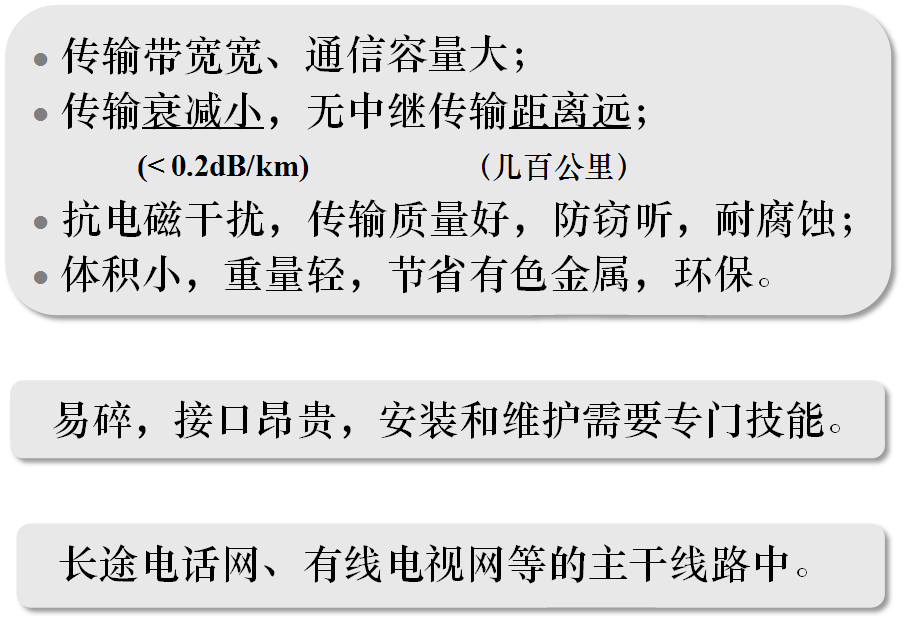 • 传输带宽宽、通信容量大；
• 传输衰减小，无中继传输距离远；
(< 0.2dB/km) （几百公里）
• 抗电磁干扰，传输质量好，防窃听，耐腐蚀；
• 体积小，重量轻，节省有色金属，环保。
易碎，接口昂贵，安装和维护需要专门技能。
长途电话网、有线电视网等的主干线路中。